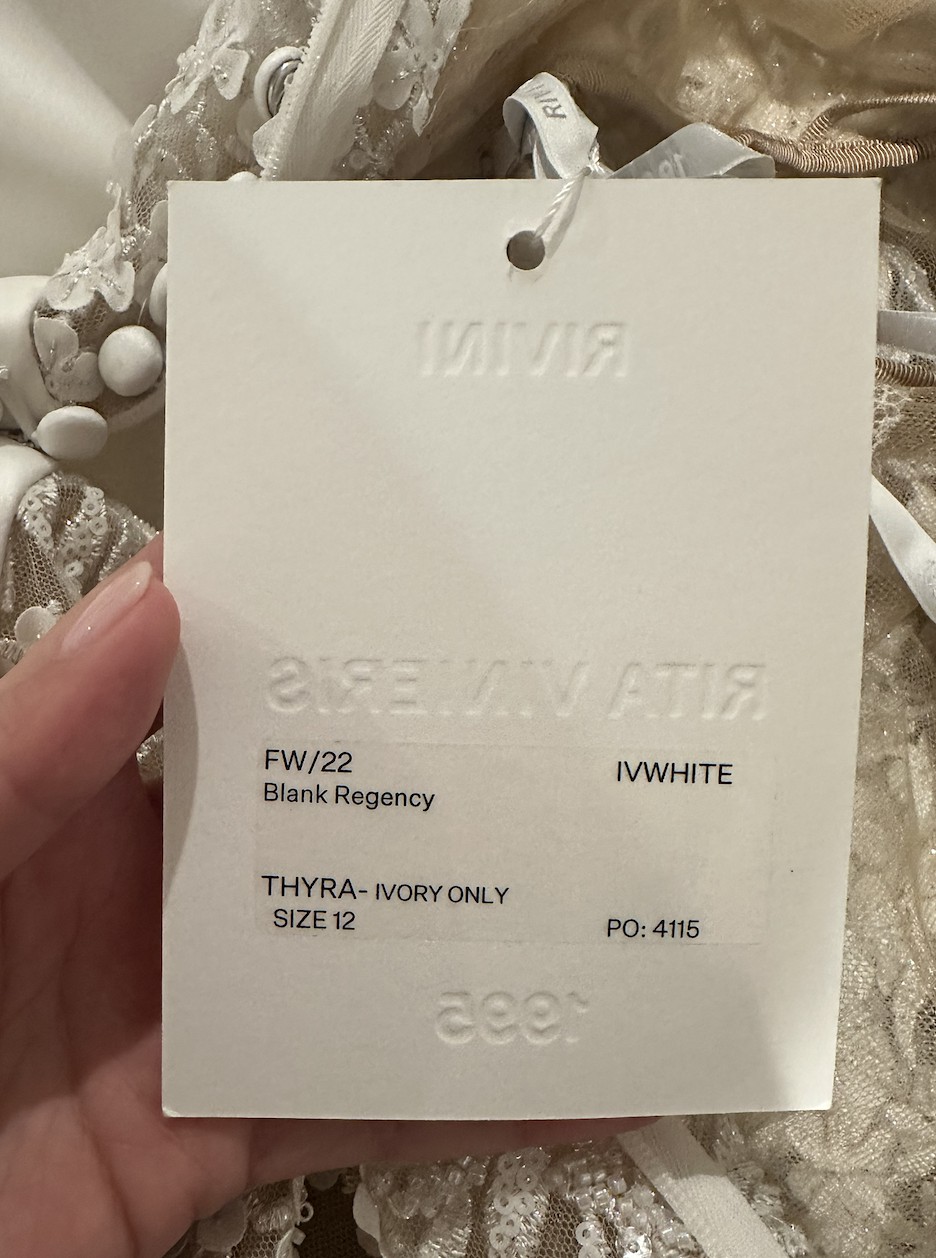 RIVINI
RITA VINIERIS
FW/22
IVWHITE
Blank Regency
THYRA- IVORY ONLY
SIZE 12
PO: 4115
1995